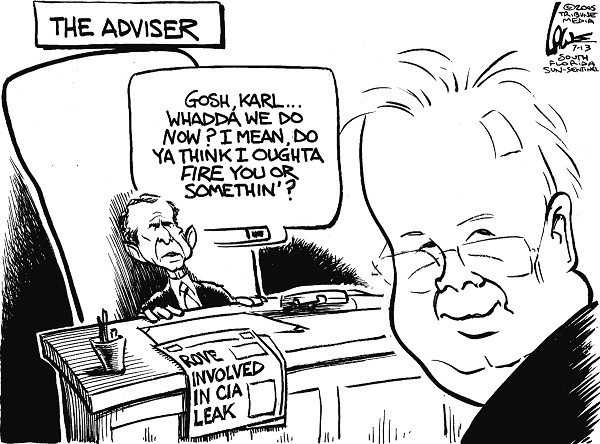 THE ADVISER
©2005
TRIBUNE
MEDIA
LOWE
7-13
SOUTH
FLORIDA
SUN-SENTINEL
GOSH, KARL...
WHADDA WE DO
NOW? I MEAN, DO
YA THINK I OUGHTA
FIRE YOU OR
SOMETHIN'?
ROVE
INVOLVED
IN CIA
LEAK